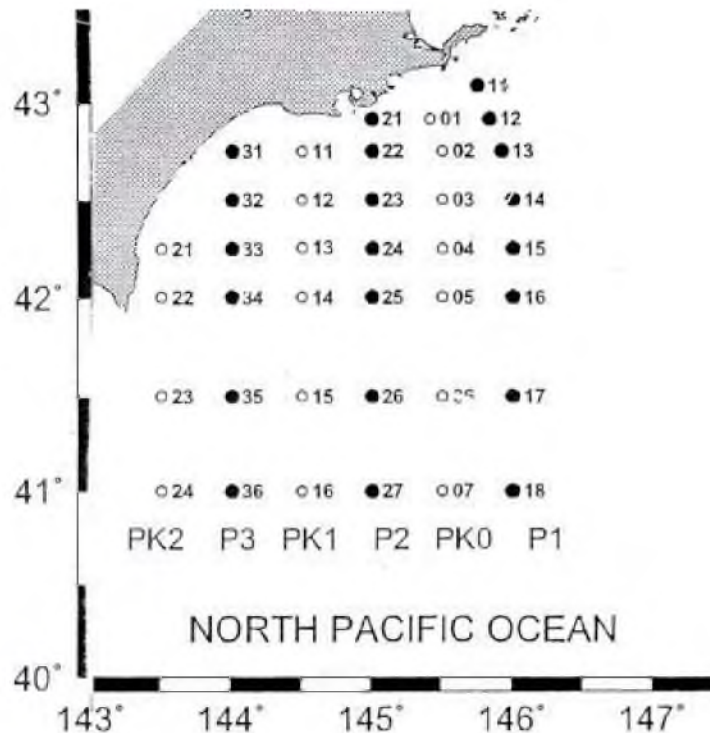 11
43°
21 01 12
31 11 22 02 13
32 12 23 03 14
21 33 13 24 04 15
42° 22 34 14 25 05 16
23 35 15 26 17
41° 24 36 16 27 07 18
PK2 P3 PK1 P2 PK0 P1
NORTH PACIFIC OCEAN
40°
143° 144° 145° 146° 147°